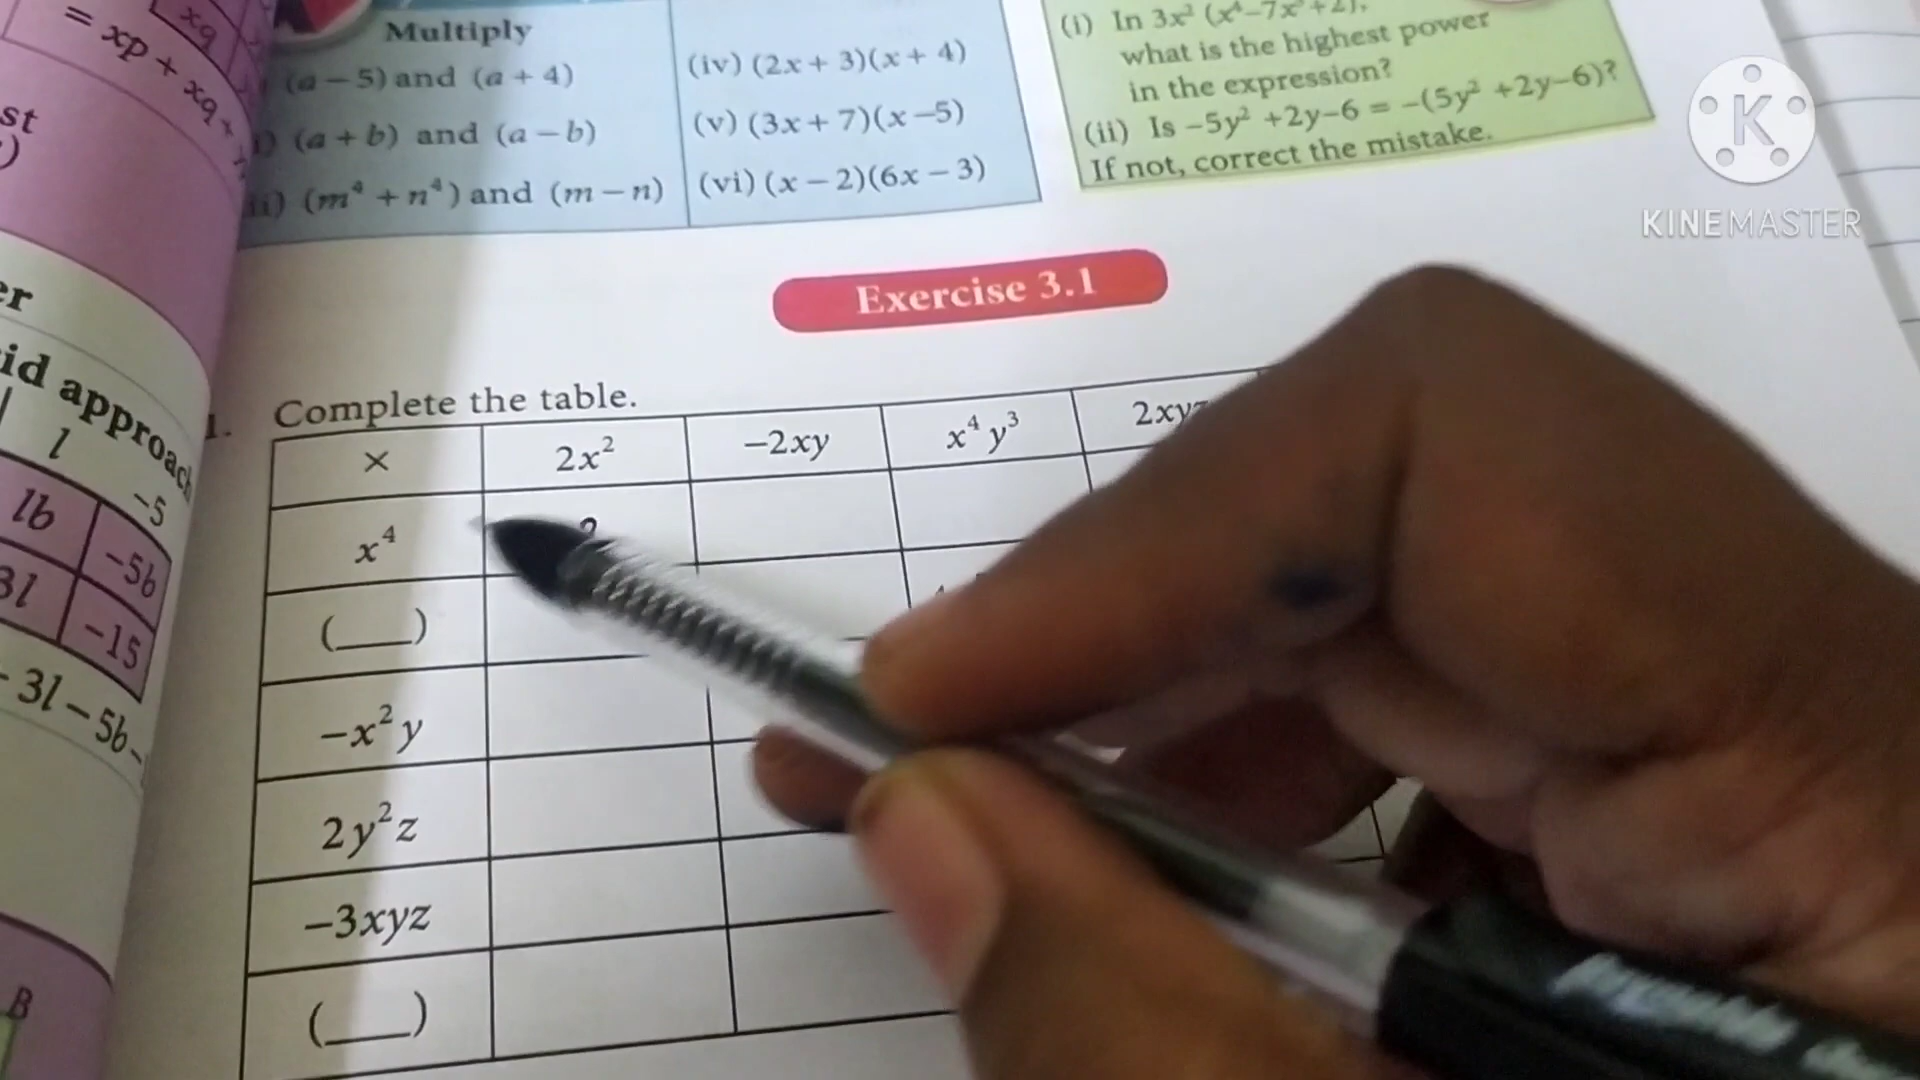 = xp + xq +
xq
st
er
id approach
l
-5
lb
-5b
3l
-15
- 3l - 5b -
B
Multiply
(a – 5) and (a + 4)
(a + b) and (a – b)
(m⁴ + n⁴) and (m – n)
(iv) (2x + 3)(x + 4)
(v) (3x + 7)(x – 5)
(vi) (x – 2)(6x – 3)
(i) In 3x²
what is the highest power
in the expression?
(ii) Is –5y² +2y–6 = –(5y² +2y–6)?
If not, correct the mistake.
K
KINEMASTER
Exercise 3.1
1. Complete the table.
× 2x² –2xy x⁴y³ 2xyz
x⁴
(___)
–x²y
2y²z
–3xyz
(___)